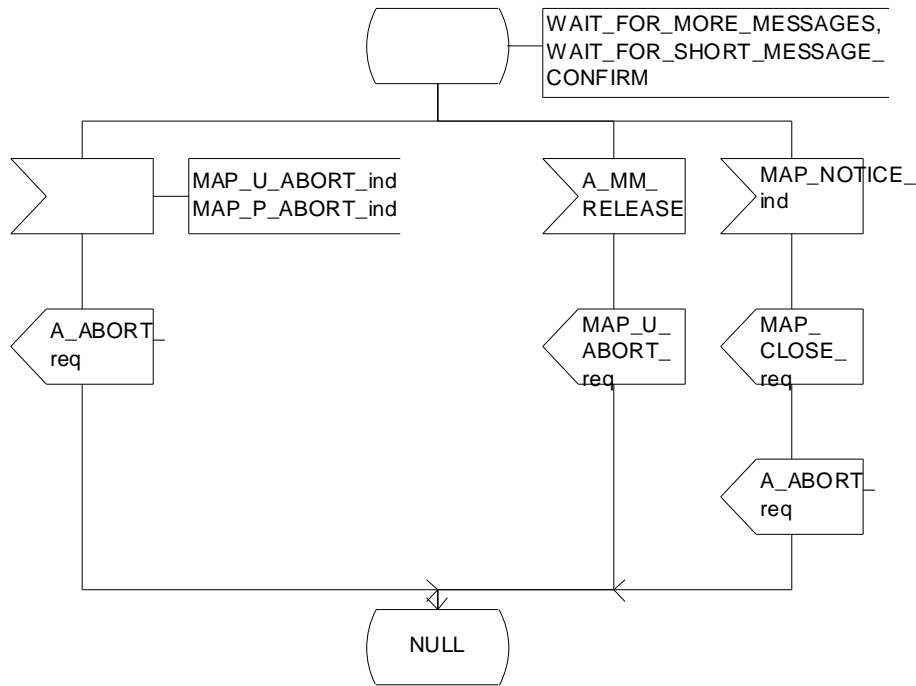 WAIT_FOR_MORE_MESSAGES,
WAIT_FOR_SHORT_MESSAGE_
CONFIRM
MAP_U_ABORT_ind
MAP_P_ABORT_ind
A_MM_
RELEASE
MAP_NOTICE_
ind
A_ABORT_
req
MAP_U_
ABORT_
req
MAP_
CLOSE_
req
A_ABORT_
req
NULL